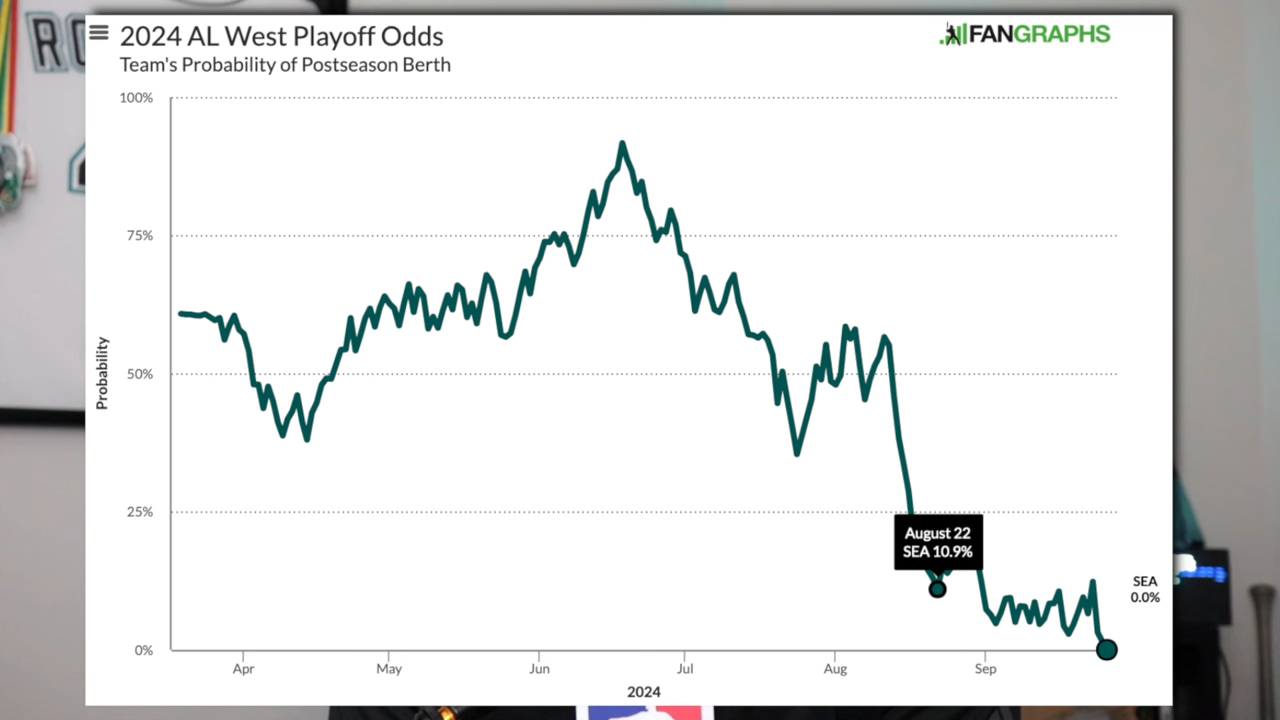 2024 AL West Playoff Odds
Team's Probability of Postseason Berth
FANGRAPHS
100%
75%
50%
25%
0%
Probability
August 22
SEA 10.9%
SEA
0.0%
Apr
May
Jun
Jul
Aug
Sep
2024